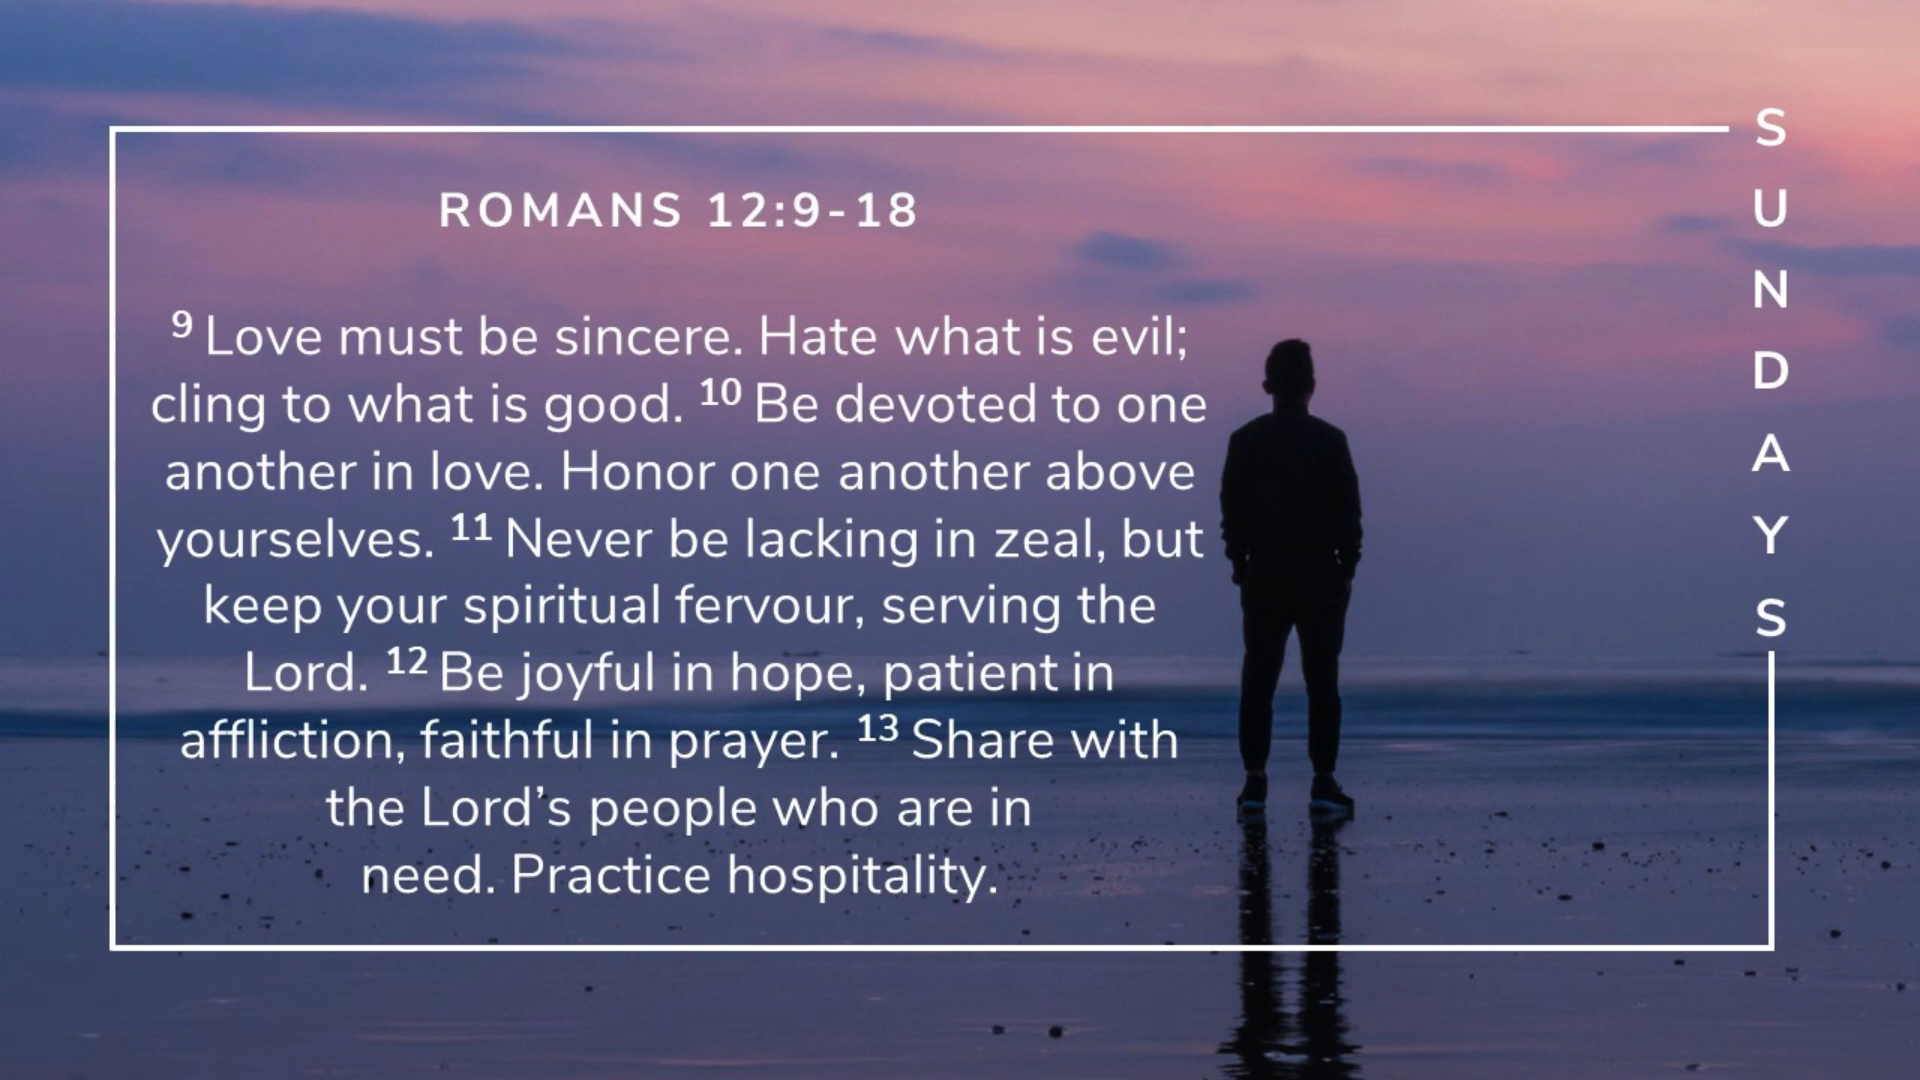 ROMANS 12:9-18
9 Love must be sincere. Hate what is evil;
cling to what is good. 10 Be devoted to one
another in love. Honor one another above
yourselves. 11 Never be lacking in zeal, but
keep your spiritual fervour, serving the
Lord. 12 Be joyful in hope, patient in
affliction, faithful in prayer. 13 Share with
the Lord’s people who are in
need. Practice hospitality.
SUNDAYS